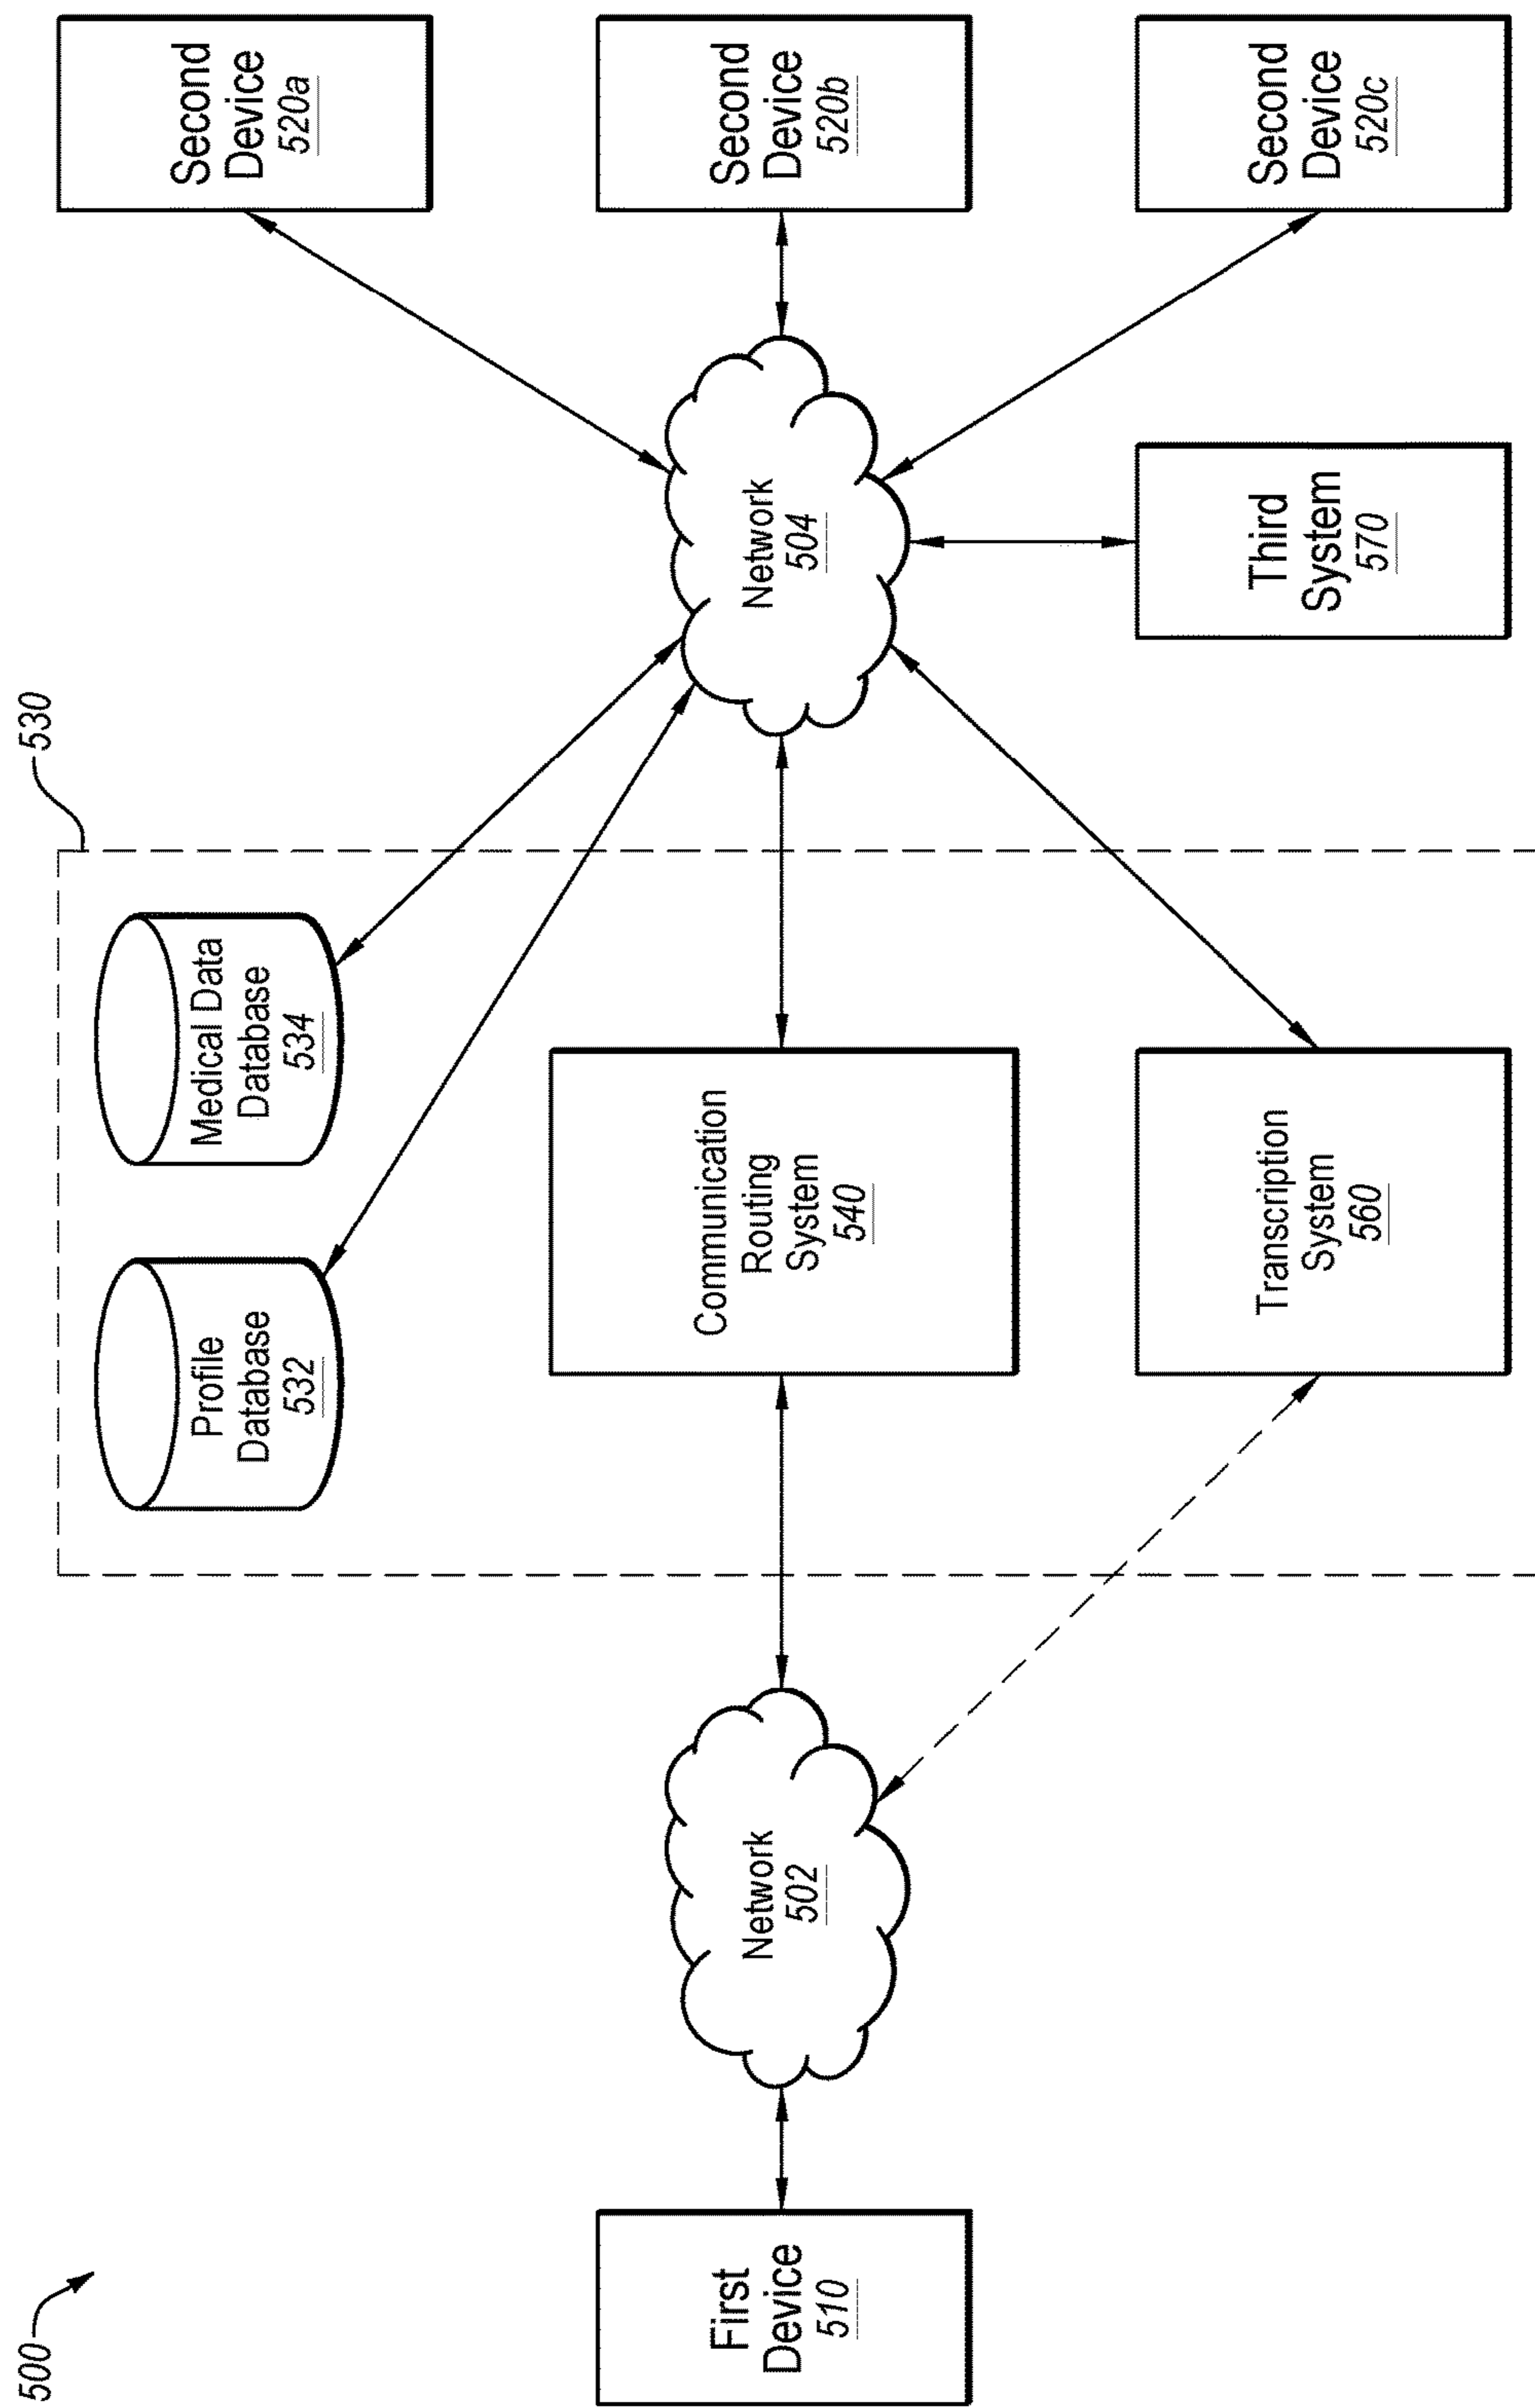 500
530
First
Device
510
Network
502
Profile
Database
532
Medical Data
Database
534
Communication
Routing
System
540
Transcription
System
560
Network
504
Third
System
570
Second
Device
520a
Second
Device
520b
Second
Device
520c